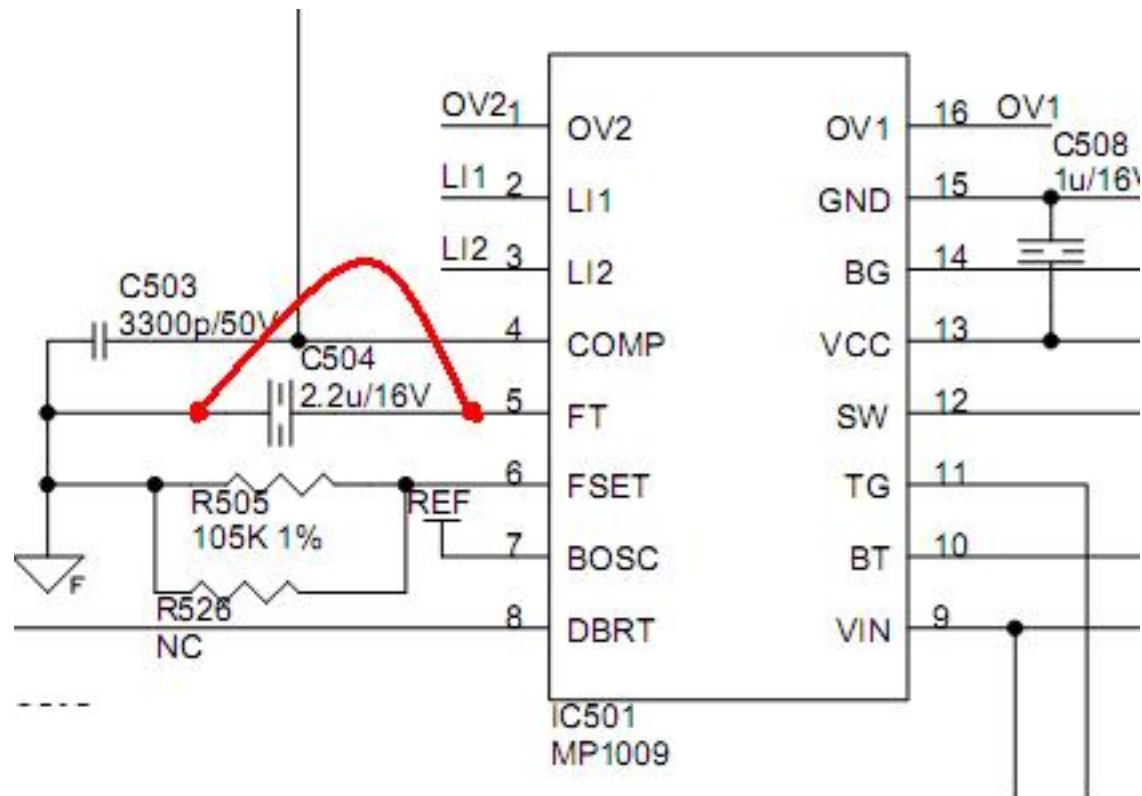 OV2 1 OV2 OV1 16 OV1
C508
1u/16V
LI1 2 LI1 GND 15
LI2 3 LI2 BG 14
C503
3300p/50V
4 COMP VCC 13
C504
2.2u/16V
5 FT SW 12
6 FSET TG 11
R505
105K 1%
REF
7 BOSC BT 10
F
R526
NC
8 DBRT VIN 9
IC501
MP1009